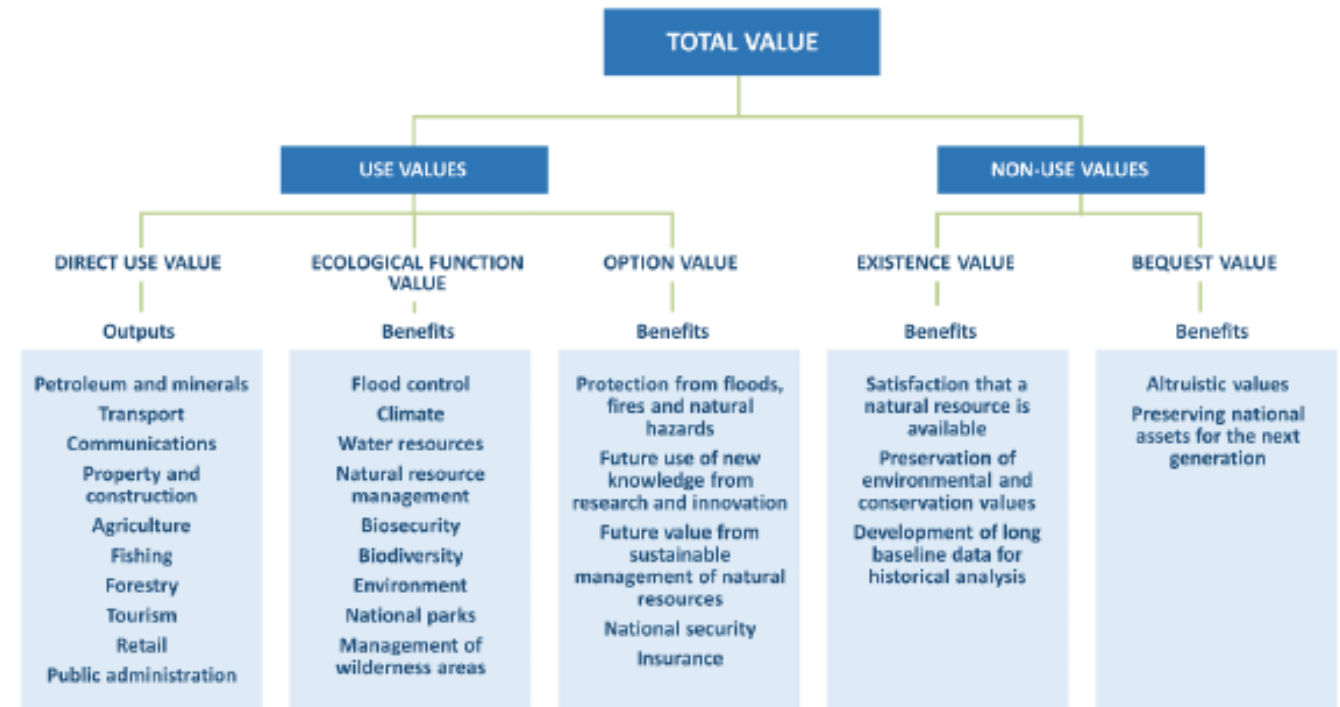 TOTAL VALUE
USE VALUES
NON-USE VALUES
DIRECT USE VALUE
ECOLOGICAL FUNCTION
VALUE
OPTION VALUE
EXISTENCE VALUE
BEQUEST VALUE
Outputs
Benefits
Benefits
Benefits
Benefits
Petroleum and minerals
Transport
Communications
Property and
construction
Agriculture
Fishing
Forestry
Tourism
Retail
Public administration
Flood control
Climate
Water resources
Natural resource
management
Biosecurity
Biodiversity
Environment
National parks
Management of
wilderness areas
Protection from floods,
fires and natural
hazards
Future use of new
knowledge from
research and innovation
Future value from
sustainable
management of natural
resources
National security
Insurance
Satisfaction that a
natural resource is
available
Preservation of
environmental and
conservation values
Development of long
baseline data for
historical analysis
Altruistic values
Preserving national
assets for the next
generation